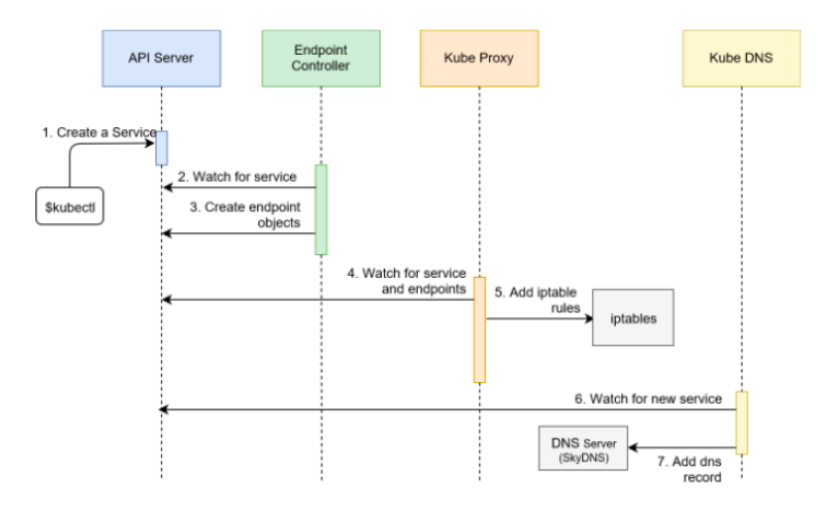 API Server
Endpoint
Controller
Kube Proxy
Kube DNS
1. Create a Service
$kubectl
2. Watch for service
3. Create endpoint
objects
4. Watch for service
and endpoints
5. Add iptable
rules
iptables
6. Watch for new service
DNS Server
(SkyDNS)
7. Add dns
record